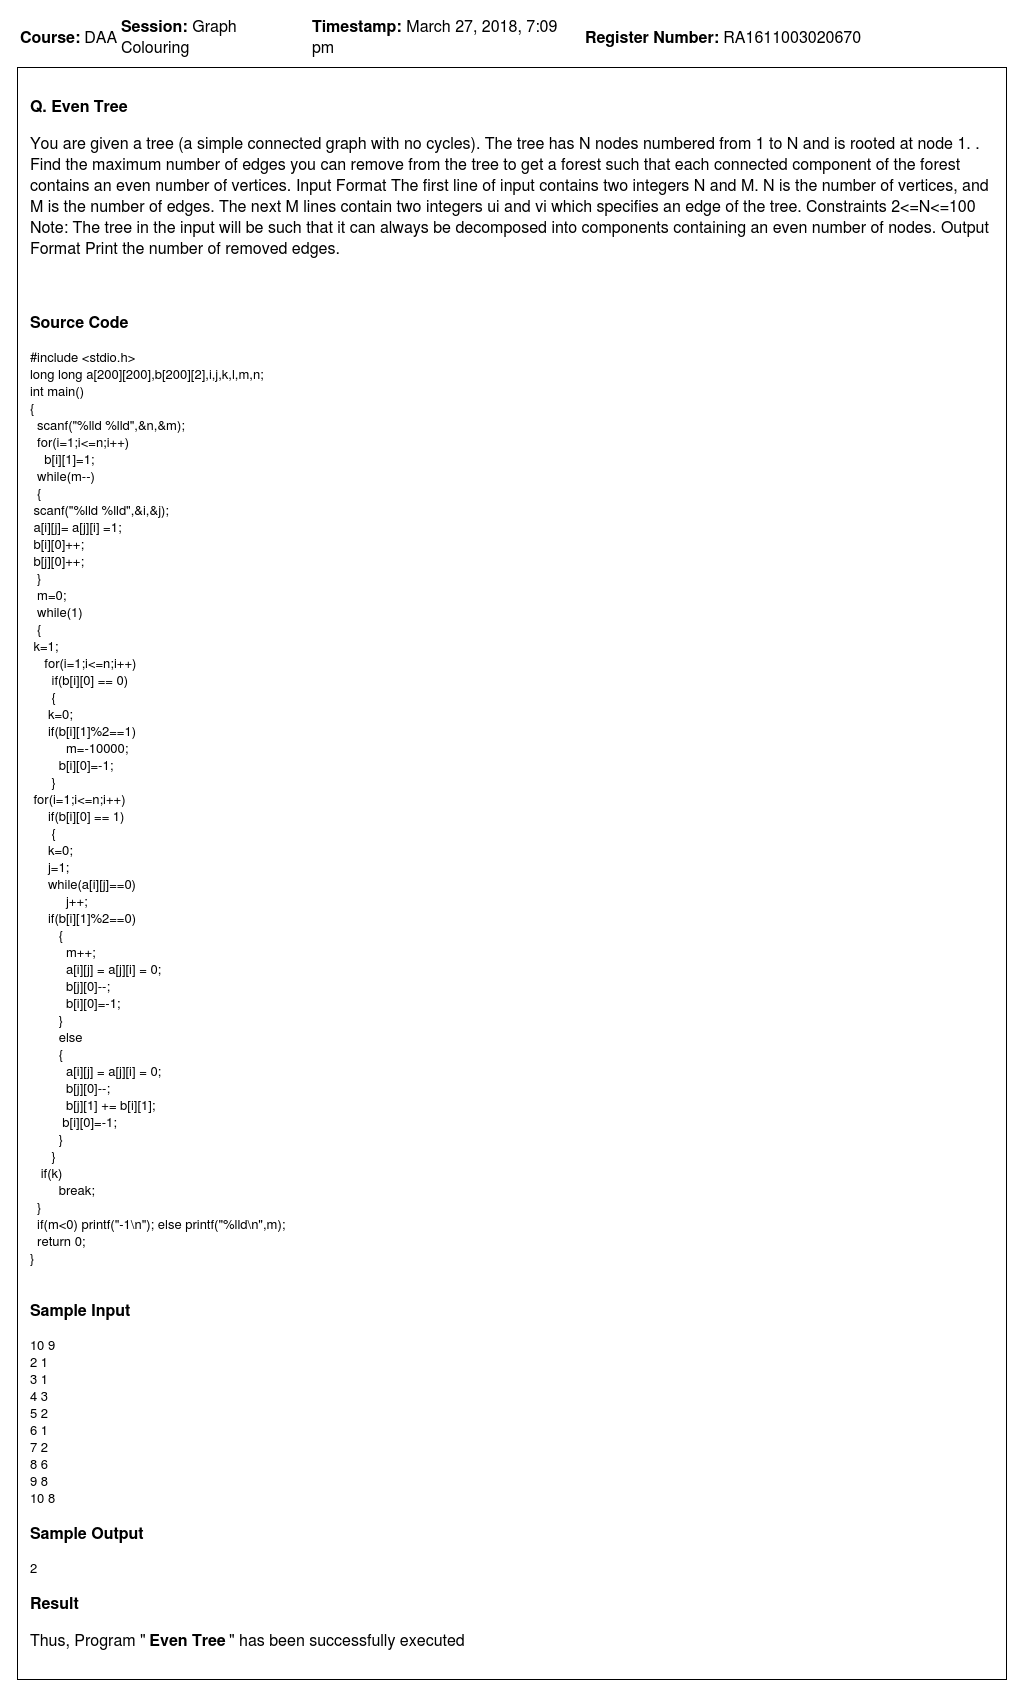 Course: DAA Session: Graph Colouring Timestamp: March 27, 2018, 7:09 pm Register Number: RA1611003020670
Q. Even Tree
You are given a tree (a simple connected graph with no cycles). The tree has N nodes numbered from 1 to N and is rooted at node 1. .
Find the maximum number of edges you can remove from the tree to get a forest such that each connected component of the forest
contains an even number of vertices. Input Format The first line of input contains two integers N and M. N is the number of vertices, and
M is the number of edges. The next M lines contain two integers ui and vi which specifies an edge of the tree. Constraints 2<=N<=100
Note: The tree in the input will be such that it can always be decomposed into components containing an even number of nodes. Output
Format Print the number of removed edges.
Source Code
#include <stdio.h>
long long a[200][200],b[200][2],i,j,k,l,m,n;
int main()
{
scanf("%lld %lld",&n,&m);
for(i=1;i<=n;i++)
b[i][1]=1;
while(m--)
{
scanf("%lld %lld",&i,&j);
a[i][j]= a[j][i] =1;
b[i][0]++;
b[j][0]++;
}
m=0;
while(1)
{
k=1;
for(i=1;i<=n;i++)
if(b[i][0] == 0)
{
k=0;
if(b[i][1]%2==1)
m=-10000;
b[i][0]=-1;
}
for(i=1;i<=n;i++)
if(b[i][0] == 1)
{
k=0;
j=1;
while(a[i][j]==0)
j++;
if(b[i][1]%2==0)
{
m++;
a[i][j] = a[j][i] = 0;
b[j][0]--;
b[i][0]=-1;
}
else
{
a[i][j] = a[j][i] = 0;
b[j][0]--;
b[j][1] += b[i][1];
b[i][0]=-1;
}
}
if(k)
break;
}
if(m<0) printf("-1\n"); else printf("%lld\n",m);
return 0;
}
Sample Input
10 9
2 1
3 1
4 3
5 2
6 1
7 2
8 6
9 8
10 8
Sample Output
2
Result
Thus, Program " Even Tree " has been successfully executed